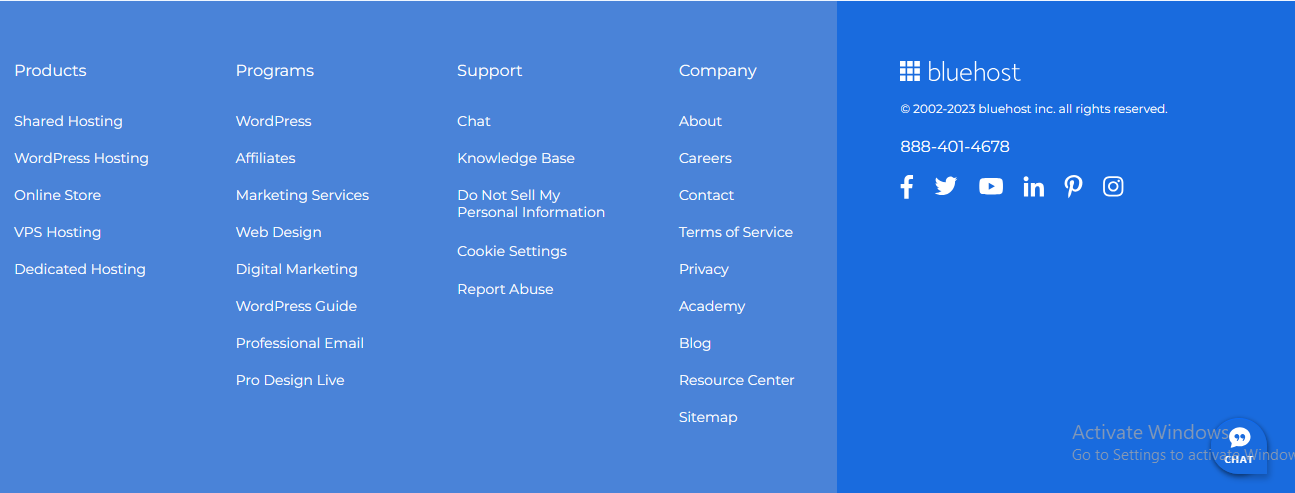 Products
Shared Hosting
WordPress Hosting
Online Store
VPS Hosting
Dedicated Hosting
Programs
WordPress
Affiliates
Marketing Services
Web Design
Digital Marketing
WordPress Guide
Professional Email
Pro Design Live
Support
Chat
Knowledge Base
Do Not Sell My
Personal Information
Cookie Settings
Report Abuse
Company
About
Careers
Contact
Terms of Service
Privacy
Academy
Blog
Resource Center
Sitemap
bluehost
© 2002-2023 bluehost inc. all rights reserved.
888-401-4678
Activate Windows
Go to Settings to activate Window
CHAT